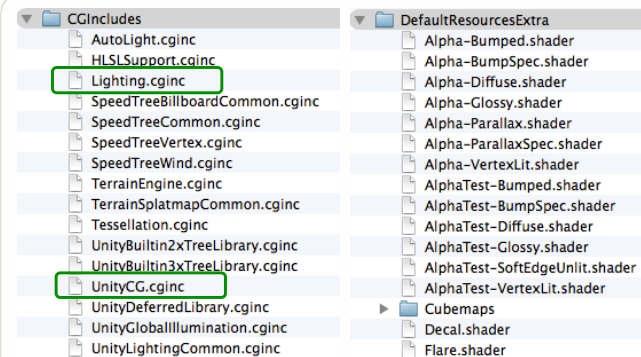 CGIncludes
AutoLight.cginc
HLSLSupport.cginc
Lighting.cginc
SpeedTreeBillboardCommon.cginc
SpeedTreeCommon.cginc
SpeedTreeVertex.cginc
SpeedTreeWind.cginc
TerrainEngine.cginc
TerrainSplatmapCommon.cginc
Tessellation.cginc
UnityBuiltin2xTreeLibrary.cginc
UnityBuiltin3xTreeLibrary.cginc
UnityCG.cginc
UnityDeferredLibrary.cginc
UnityGlobalIllumination.cginc
UnityLightingCommon.cginc
DefaultResourcesExtra
Alpha-Bumped.shader
Alpha-BumpSpec.shader
Alpha-Diffuse.shader
Alpha-Glossy.shader
Alpha-Parallax.shader
Alpha-ParallaxSpec.shader
Alpha-VertexLit.shader
AlphaTest-Bumped.shader
AlphaTest-BumpSpec.shader
AlphaTest-Diffuse.shader
AlphaTest-Glossy.shader
AlphaTest-SoftEdgeUnlit.shader
AlphaTest-VertexLit.shader
Cubemaps
Decal.shader
Flare.shader